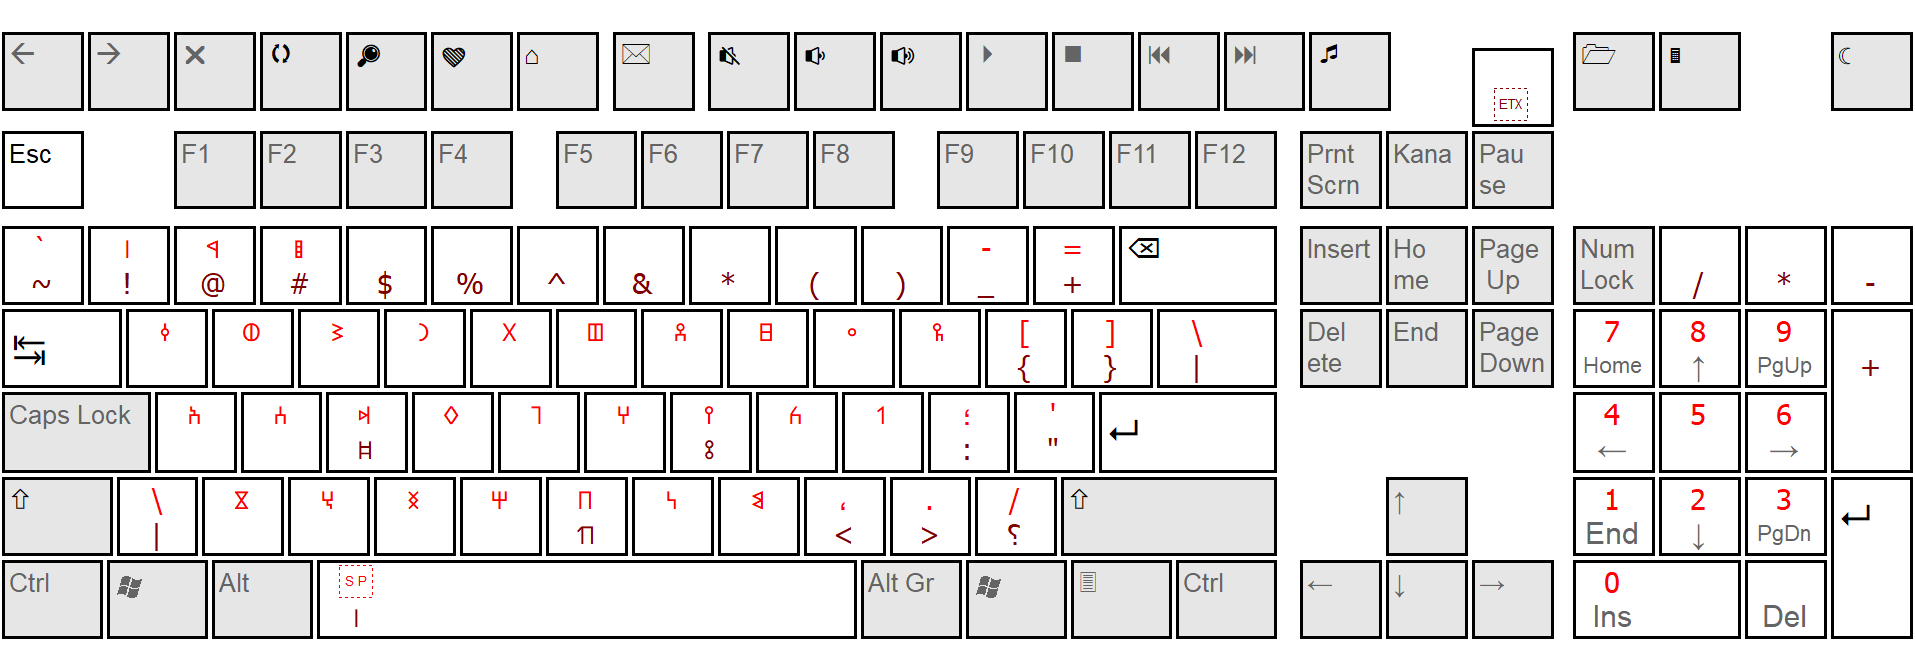 ETX
Esc F1 F2 F3 F4 F5 F6 F7 F8 F9 F10 F11 F12 Prnt Kana Pau
Scrn se
` 𐩽 𐩾 𐩿 - = Insert Ho Page Num
~ ! @ # $ % ^ & * ( ) _ + me Up Lock / * -
𐩤 𐩥 𐩦 𐩧 𐩩 𐩷 𐩮 𐩳 𐩲 𐩼 [ ] \ Del End Page 7 8 9
{ } | ete Down Home ↑ PgUp +
Caps Lock 𐩱 𐩪 𐩵 𐩰 𐩴 𐩠 𐩺 𐩫 𐩡 ؛ ' 4 5 6
𐩹 𐩻 : " ← →
\ 𐩸 𐩭 𐩯 𐩢 𐩨 𐩬 𐩣 ، . / ↑ 1 2 3
| 𐩶 < > ؟ End ↓ PgDn
Ctrl Alt SP Alt Gr Ctrl ← ↓ → 0
𐩽 Ins Del